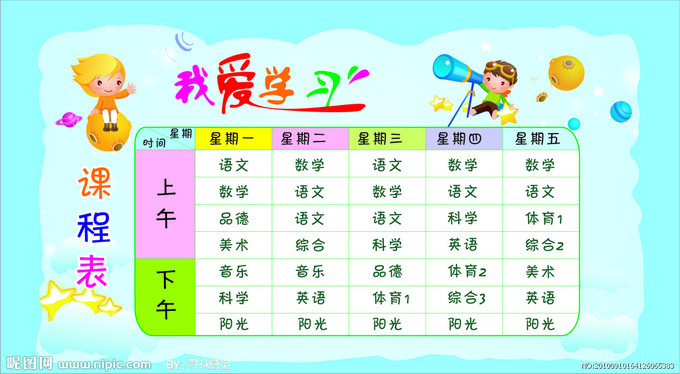 我爱学习
课程表
星期
时间
星期一 星期二 星期三 星期四 星期五
上午
语文 数学 语文 数学 数学
数学 语文 数学 语文 语文
品德 语文 语文 科学 体育1
美术 综合 科学 英语 综合2
下午
音乐 音乐 品德 体育2 美术
科学 英语 体育1 综合3 英语
阳光 阳光 阳光 阳光 阳光
昵图网 www.nipic.com
BY:
NO:20100910164126065383